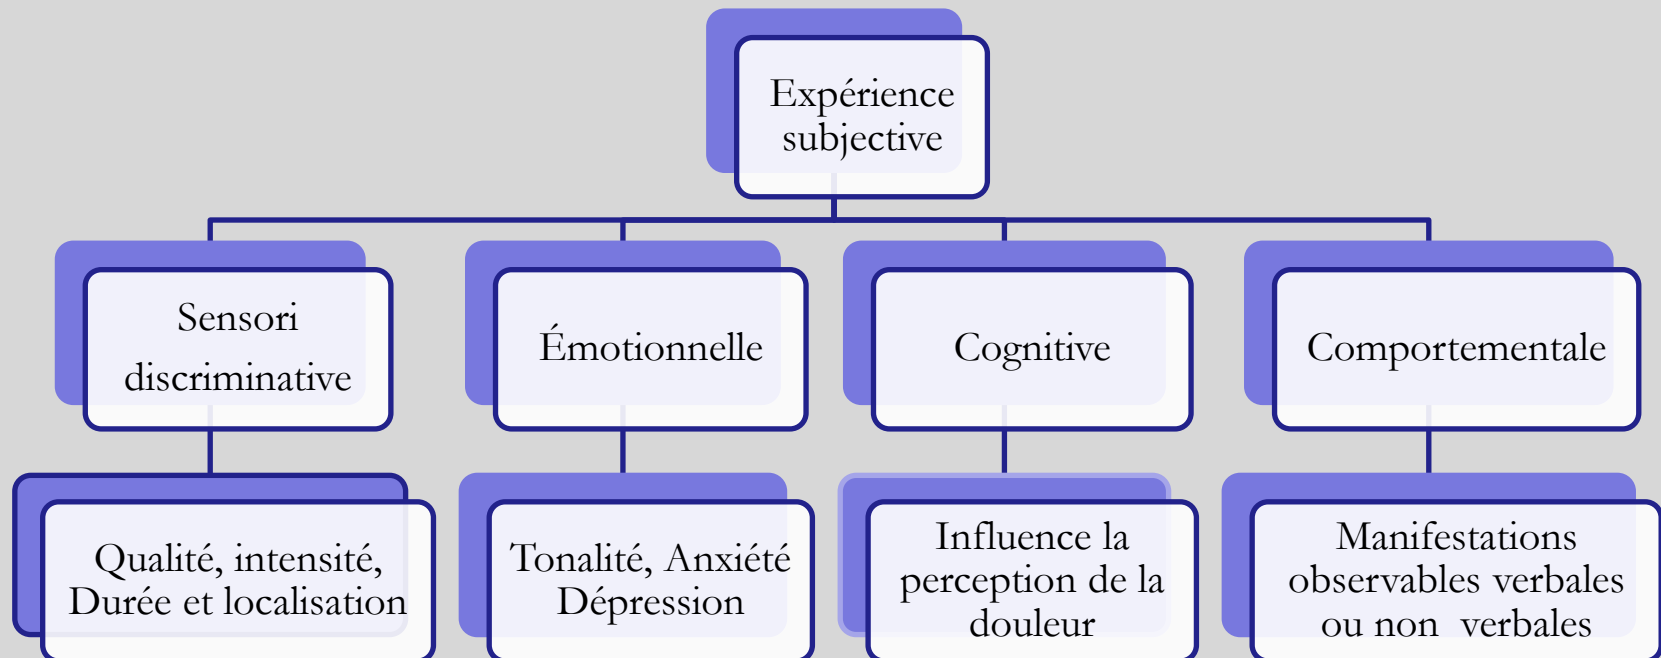 Expérience
subjective
Sensori
discriminative
Émotionnelle
Cognitive
Comportementale
Qualité, intensité,
Durée et localisation
Tonalité, Anxiété
Dépression
Influence la
perception de la
douleur
Manifestations
observables verbales
ou non verbales